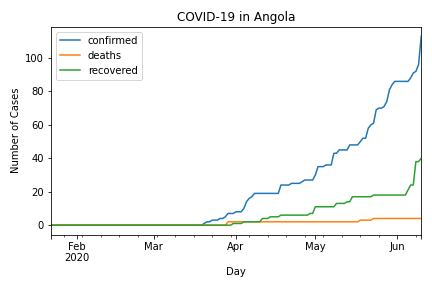 COVID-19 in Angola
confirmed
deaths
recovered
Number of Cases
100
80
60
40
20
0
Feb
2020
Mar
Apr
May
Jun
Day